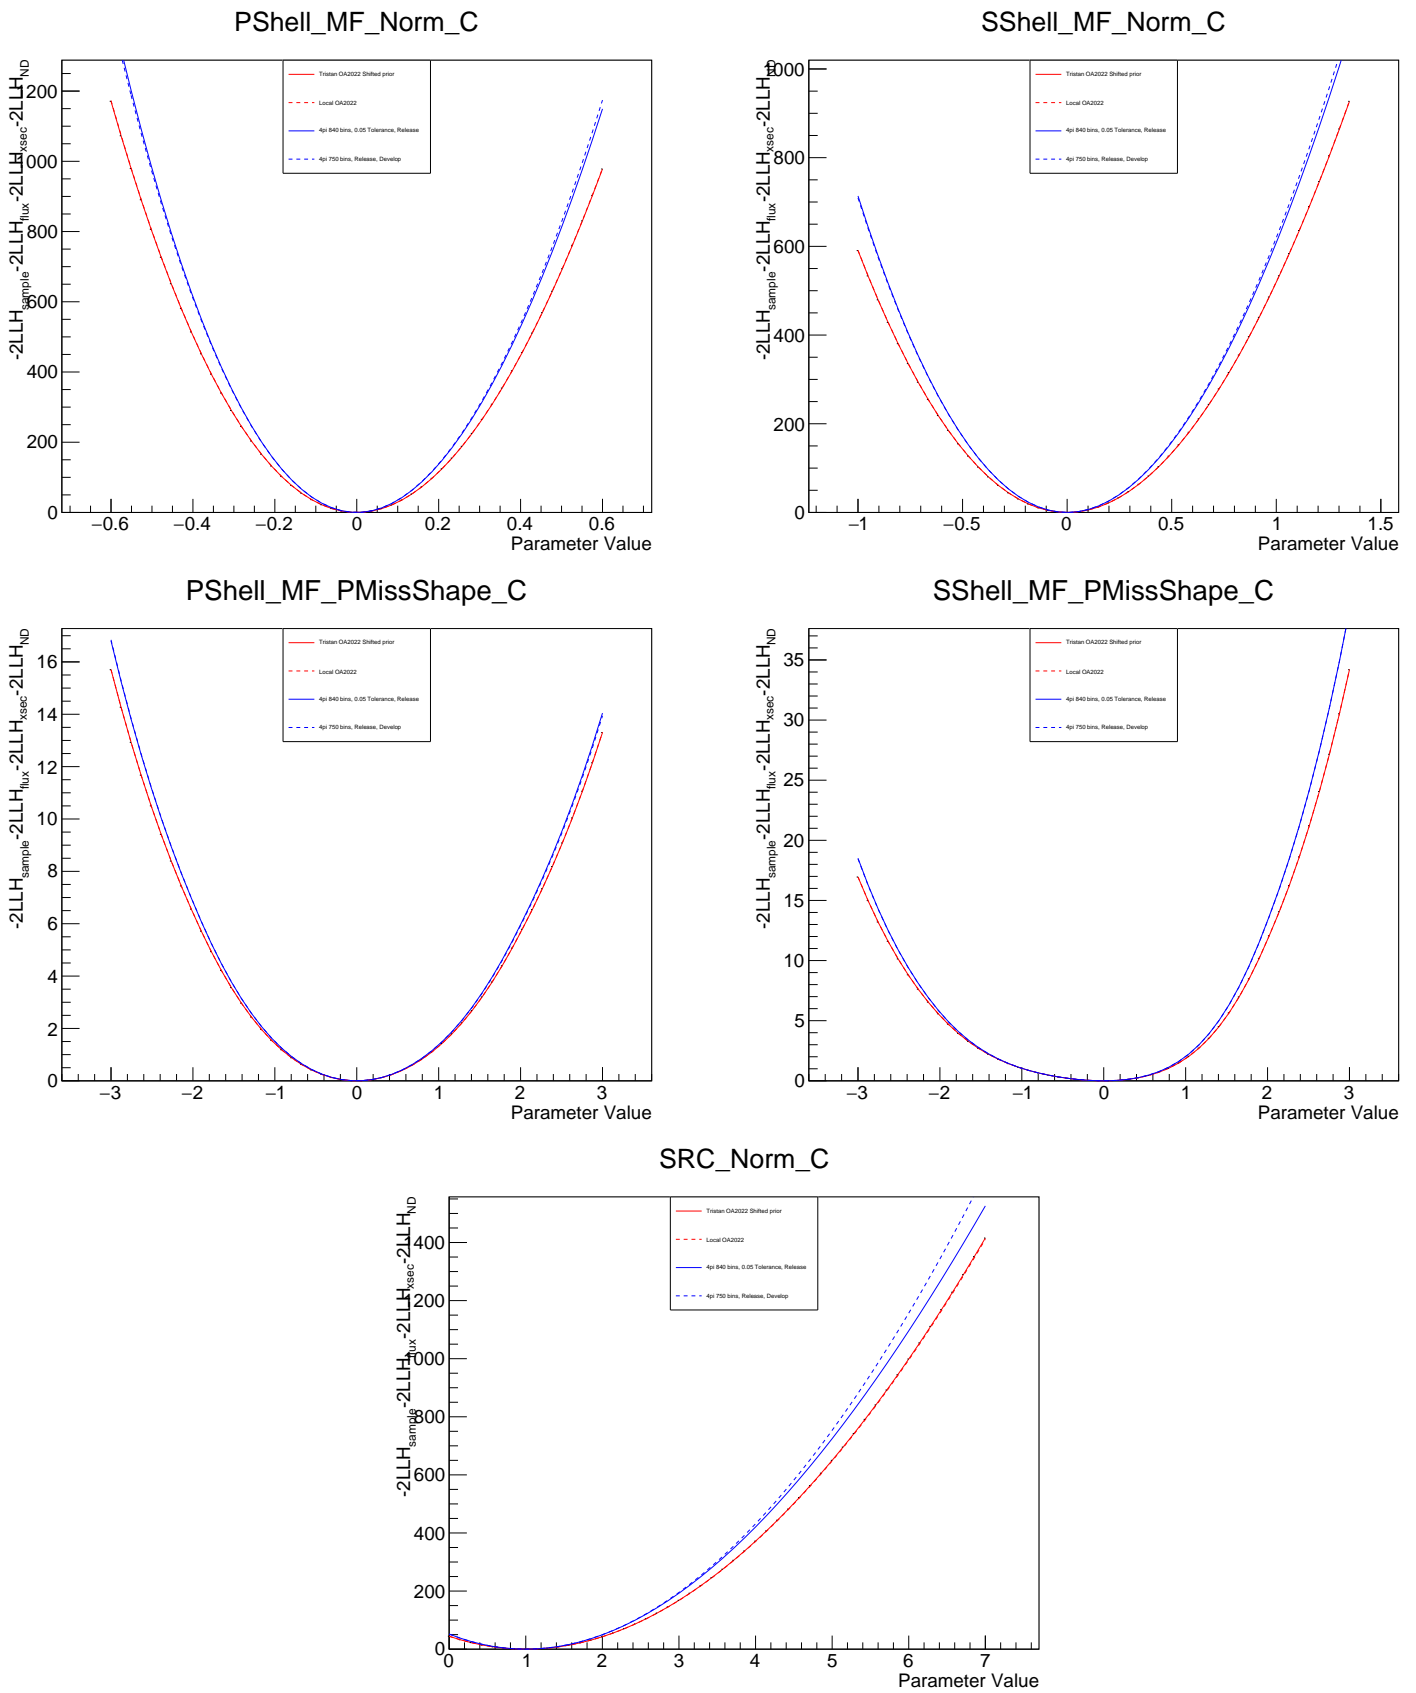 PShell_MF_Norm_C
-2LLH_sample-2LLH_flux-2LLH_xsec-2LLH_ND
Tristan OA2022 Shifted prior
Local OA2022
4pi 840 bins, 0.05 Tolerance, Release
4pi 750 bins, Release, Develop
1200
1000
800
600
400
200
0
−0.6 −0.4 −0.2 0 0.2 0.4 0.6
Parameter Value
SShell_MF_Norm_C
-2LLH_sample-2LLH_flux-2LLH_xsec-2LLH_ND
Tristan OA2022 Shifted prior
Local OA2022
4pi 840 bins, 0.05 Tolerance, Release
4pi 750 bins, Release, Develop
1000
800
600
400
200
0
−1 −0.5 0 0.5 1 1.5
Parameter Value
PShell_MF_PMissShape_C
-2LLH_sample-2LLH_flux-2LLH_xsec-2LLH_ND
Tristan OA2022 Shifted prior
Local OA2022
4pi 840 bins, 0.05 Tolerance, Release
4pi 750 bins, Release, Develop
16
14
12
10
8
6
4
2
0
−3 −2 −1 0 1 2 3
Parameter Value
SShell_MF_PMissShape_C
-2LLH_sample-2LLH_flux-2LLH_xsec-2LLH_ND
Tristan OA2022 Shifted prior
Local OA2022
4pi 840 bins, 0.05 Tolerance, Release
4pi 750 bins, Release, Develop
35
30
25
20
15
10
5
0
−3 −2 −1 0 1 2 3
Parameter Value
SRC_Norm_C
-2LLH_sample-2LLH_flux-2LLH_xsec-2LLH_ND
Tristan OA2022 Shifted prior
Local OA2022
4pi 840 bins, 0.05 Tolerance, Release
4pi 750 bins, Release, Develop
1400
1200
1000
800
600
400
200
0
0 1 2 3 4 5 6 7
Parameter Value